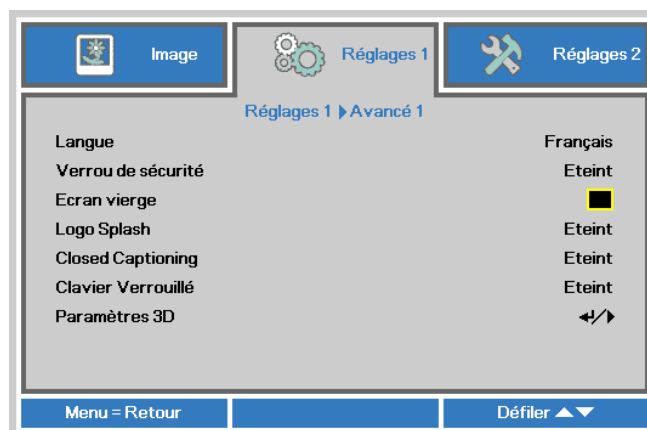 Image Réglages 1 Réglages 2
Réglages 1 Avancé 1
Langue Français
Verrou de sécurité Eteint
Ecran vierge
Logo Splash Eteint
Closed Captioning Eteint
Clavier Verrouillé Eteint
Paramètres 3D
Menu = Retour Défiler